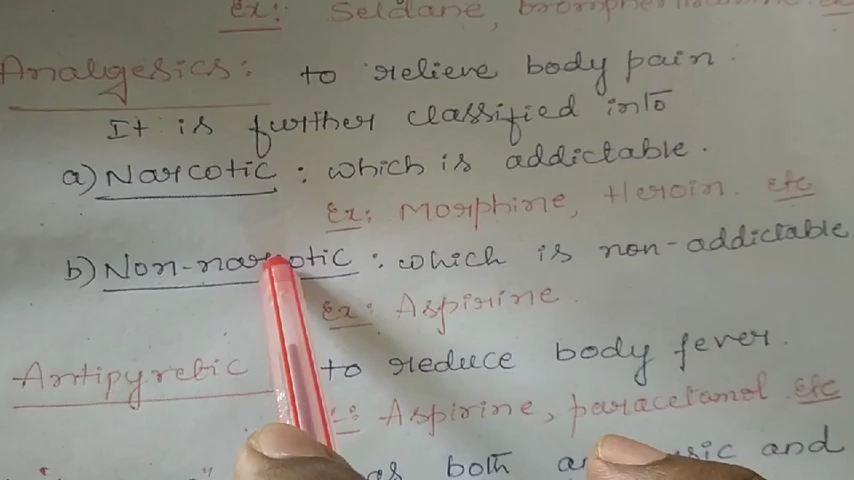 Ex: Seldane,
Analgesics: to relieve body pain.
It is further classified into
a) Narcotic : which is addictable.
Ex: Morphine, Heroin. etc
b) Non-narcotic : which is non-addictable
Ex: Aspirine.
Antipyretic to reduce body fever.
Aspirine, paracetamol etc
as both and